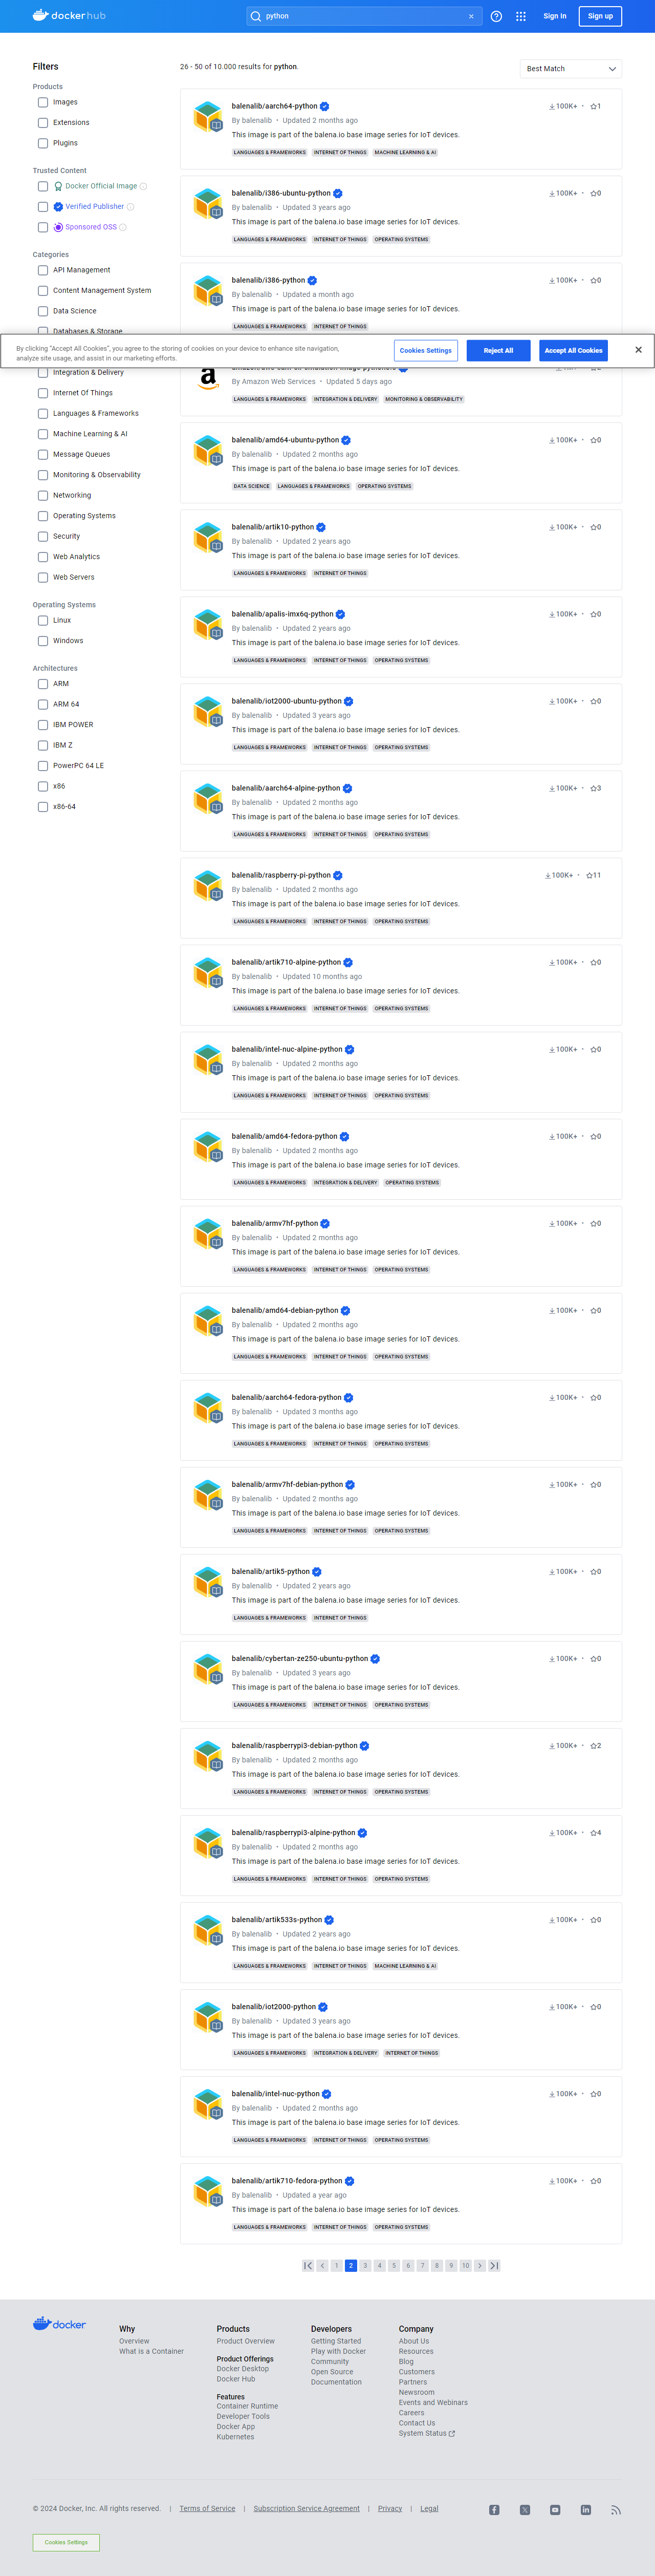 docker hub
python
Sign In
Sign up
Filters
Products
Images
Extensions
Plugins
Trusted Content
Docker Official Image
Verified Publisher
Sponsored OSS
Categories
API Management
Content Management System
Data Science
Databases & Storage
Integration & Delivery
Internet Of Things
Languages & Frameworks
Machine Learning & AI
Message Queues
Monitoring & Observability
Networking
Operating Systems
Security
Web Analytics
Web Servers
Operating Systems
Linux
Windows
Architectures
ARM
ARM 64
IBM POWER
IBM Z
PowerPC 64 LE
x86
x86-64
26 - 50 of 10.000 results for python.
Best Match
balenalib/aarch64-python
100K+ • 1
By balenalib • Updated 2 months ago
This image is part of the balena.io base image series for IoT devices.
LANGUAGES & FRAMEWORKS INTERNET OF THINGS MACHINE LEARNING & AI
balenalib/i386-ubuntu-python
100K+ • 0
By balenalib • Updated 3 years ago
This image is part of the balena.io base image series for IoT devices.
LANGUAGES & FRAMEWORKS INTERNET OF THINGS OPERATING SYSTEMS
balenalib/i386-python
100K+ • 0
By balenalib • Updated a month ago
This image is part of the balena.io base image series for IoT devices.
LANGUAGES & FRAMEWORKS INTERNET OF THINGS
By clicking "Accept All Cookies", you agree to the storing of cookies on your device to enhance site navigation,
analyze site usage, and assist in our marketing efforts.
Cookies Settings
Reject All
Accept All Cookies
By Amazon Web Services • Updated 5 days ago
LANGUAGES & FRAMEWORKS INTEGRATION & DELIVERY MONITORING & OBSERVABILITY
balenalib/amd64-ubuntu-python
100K+ • 0
By balenalib • Updated 2 months ago
This image is part of the balena.io base image series for IoT devices.
DATA SCIENCE LANGUAGES & FRAMEWORKS OPERATING SYSTEMS
balenalib/artik10-python
100K+ • 0
By balenalib • Updated 2 years ago
This image is part of the balena.io base image series for IoT devices.
LANGUAGES & FRAMEWORKS INTERNET OF THINGS
balenalib/apalis-imx6q-python
100K+ • 0
By balenalib • Updated 2 years ago
This image is part of the balena.io base image series for IoT devices.
LANGUAGES & FRAMEWORKS INTERNET OF THINGS OPERATING SYSTEMS
balenalib/iot2000-ubuntu-python
100K+ • 0
By balenalib • Updated 3 years ago
This image is part of the balena.io base image series for IoT devices.
LANGUAGES & FRAMEWORKS INTERNET OF THINGS OPERATING SYSTEMS
balenalib/aarch64-alpine-python
100K+ • 3
By balenalib • Updated 2 months ago
This image is part of the balena.io base image series for IoT devices.
LANGUAGES & FRAMEWORKS INTERNET OF THINGS OPERATING SYSTEMS
balenalib/raspberry-pi-python
100K+ • 11
By balenalib • Updated 2 months ago
This image is part of the balena.io base image series for IoT devices.
LANGUAGES & FRAMEWORKS INTERNET OF THINGS OPERATING SYSTEMS
balenalib/artik710-alpine-python
100K+ • 0
By balenalib • Updated 10 months ago
This image is part of the balena.io base image series for IoT devices.
LANGUAGES & FRAMEWORKS INTERNET OF THINGS OPERATING SYSTEMS
balenalib/intel-nuc-alpine-python
100K+ • 0
By balenalib • Updated 2 months ago
This image is part of the balena.io base image series for IoT devices.
LANGUAGES & FRAMEWORKS INTERNET OF THINGS OPERATING SYSTEMS
balenalib/amd64-fedora-python
100K+ • 0
By balenalib • Updated 2 months ago
This image is part of the balena.io base image series for IoT devices.
LANGUAGES & FRAMEWORKS INTEGRATION & DELIVERY OPERATING SYSTEMS
balenalib/armv7hf-python
100K+ • 0
By balenalib • Updated 2 months ago
This image is part of the balena.io base image series for IoT devices.
LANGUAGES & FRAMEWORKS INTERNET OF THINGS OPERATING SYSTEMS
balenalib/amd64-debian-python
100K+ • 0
By balenalib • Updated 2 months ago
This image is part of the balena.io base image series for IoT devices.
LANGUAGES & FRAMEWORKS INTERNET OF THINGS OPERATING SYSTEMS
balenalib/aarch64-fedora-python
100K+ • 0
By balenalib • Updated 3 months ago
This image is part of the balena.io base image series for IoT devices.
LANGUAGES & FRAMEWORKS INTERNET OF THINGS OPERATING SYSTEMS
balenalib/armv7hf-debian-python
100K+ • 0
By balenalib • Updated 2 months ago
This image is part of the balena.io base image series for IoT devices.
LANGUAGES & FRAMEWORKS INTERNET OF THINGS OPERATING SYSTEMS
balenalib/artik5-python
100K+ • 0
By balenalib • Updated 2 years ago
This image is part of the balena.io base image series for IoT devices.
LANGUAGES & FRAMEWORKS INTERNET OF THINGS
balenalib/cybertan-ze250-ubuntu-python
100K+ • 0
By balenalib • Updated 3 years ago
This image is part of the balena.io base image series for IoT devices.
LANGUAGES & FRAMEWORKS INTERNET OF THINGS OPERATING SYSTEMS
balenalib/raspberrypi3-debian-python
100K+ • 2
By balenalib • Updated 2 months ago
This image is part of the balena.io base image series for IoT devices.
LANGUAGES & FRAMEWORKS INTERNET OF THINGS OPERATING SYSTEMS
balenalib/raspberrypi3-alpine-python
100K+ • 4
By balenalib • Updated 2 months ago
This image is part of the balena.io base image series for IoT devices.
LANGUAGES & FRAMEWORKS INTERNET OF THINGS OPERATING SYSTEMS
balenalib/artik533s-python
100K+ • 0
By balenalib • Updated 2 years ago
This image is part of the balena.io base image series for IoT devices.
LANGUAGES & FRAMEWORKS INTERNET OF THINGS MACHINE LEARNING & AI
balenalib/iot2000-python
100K+ • 0
By balenalib • Updated 3 years ago
This image is part of the balena.io base image series for IoT devices.
LANGUAGES & FRAMEWORKS INTEGRATION & DELIVERY INTERNET OF THINGS
balenalib/intel-nuc-python
100K+ • 0
By balenalib • Updated 2 months ago
This image is part of the balena.io base image series for IoT devices.
LANGUAGES & FRAMEWORKS INTERNET OF THINGS OPERATING SYSTEMS
balenalib/artik710-fedora-python
100K+ • 0
By balenalib • Updated a year ago
This image is part of the balena.io base image series for IoT devices.
LANGUAGES & FRAMEWORKS INTERNET OF THINGS OPERATING SYSTEMS
1 2 3 4 5 6 7 8 9 10
docker
Why
Overview
What is a Container
Products
Product Overview
Product Offerings
Docker Desktop
Docker Hub
Features
Container Runtime
Developer Tools
Docker App
Kubernetes
Developers
Getting Started
Play with Docker
Community
Open Source
Documentation
Company
About Us
Resources
Blog
Customers
Partners
Newsroom
Events and Webinars
Careers
Contact Us
System Status
© 2024 Docker, Inc. All rights reserved. | Terms of Service | Subscription Service Agreement | Privacy | Legal
Cookies Settings